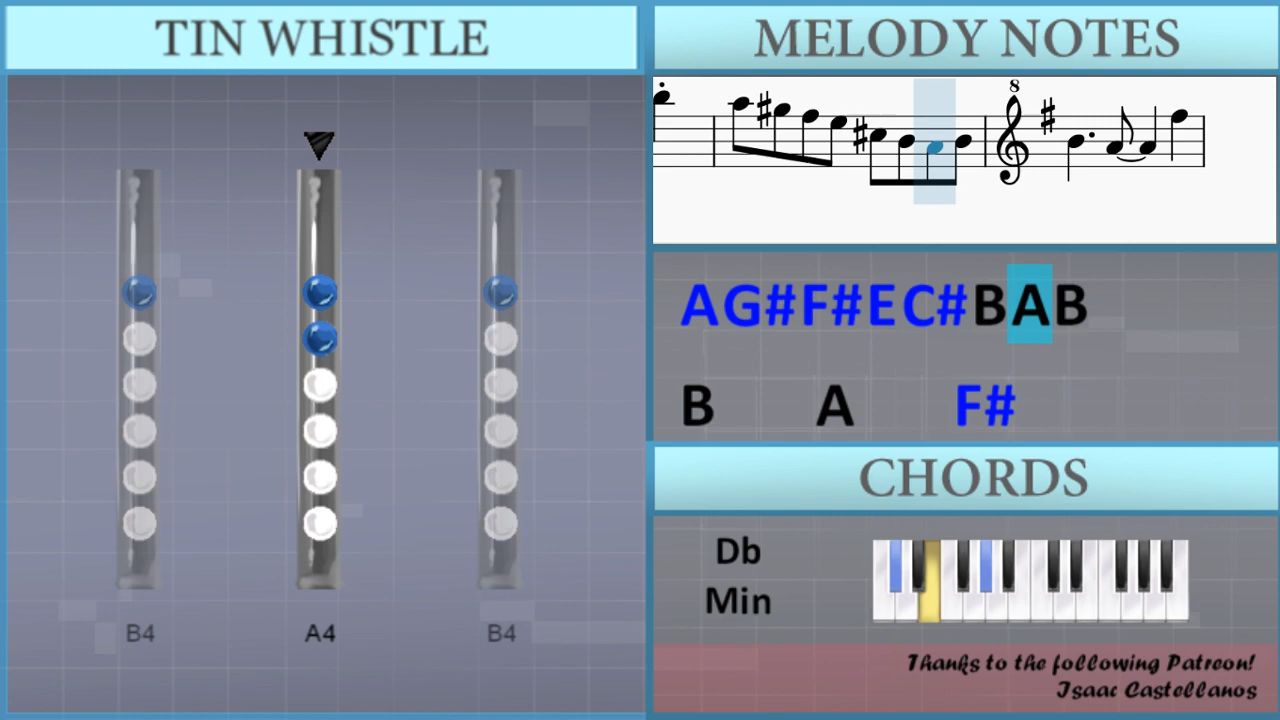 TIN WHISTLE
B4
A4
B4
MELODY NOTES
8
AG#F#EC#BAB
B A F#
CHORDS
Db
Min
Thanks to the following Patreon!
Isaac Castellanos